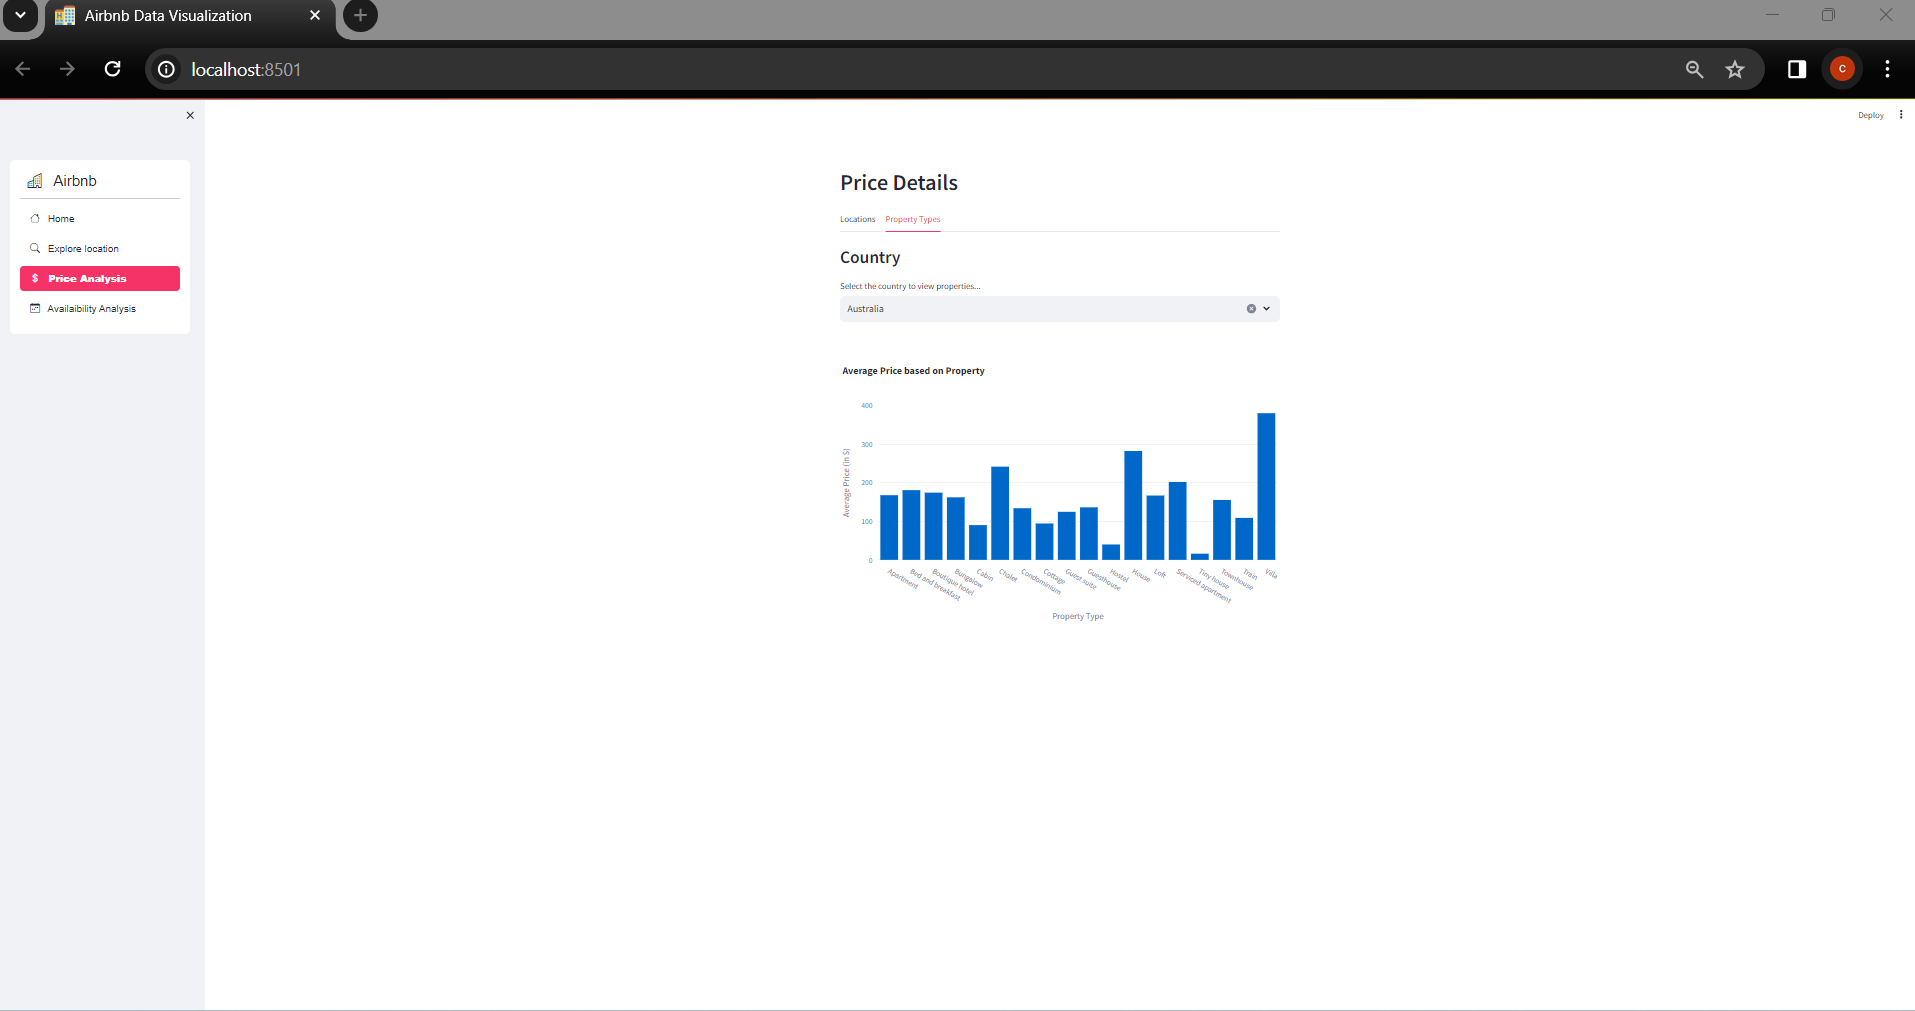 Airbnb Data Visualization
localhost:8501
C
Deploy
Airbnb
Home
Explore location
Price Analysis
Availaibility Analysis
Price Details
Locations Property Types
Country
Select the country to view properties...
Australia
Average Price based on Property
400
300
200
100
0
Average Price (in $)
Apartment
Bed and breakfast
Boutique hotel
Bungalow
Cabin
Chalet
Condominium
Cottage
Guest suite
Guesthouse
Hostel
House
Loft
Serviced apartment
Tiny house
Townhouse
Train
Villa
Property Type